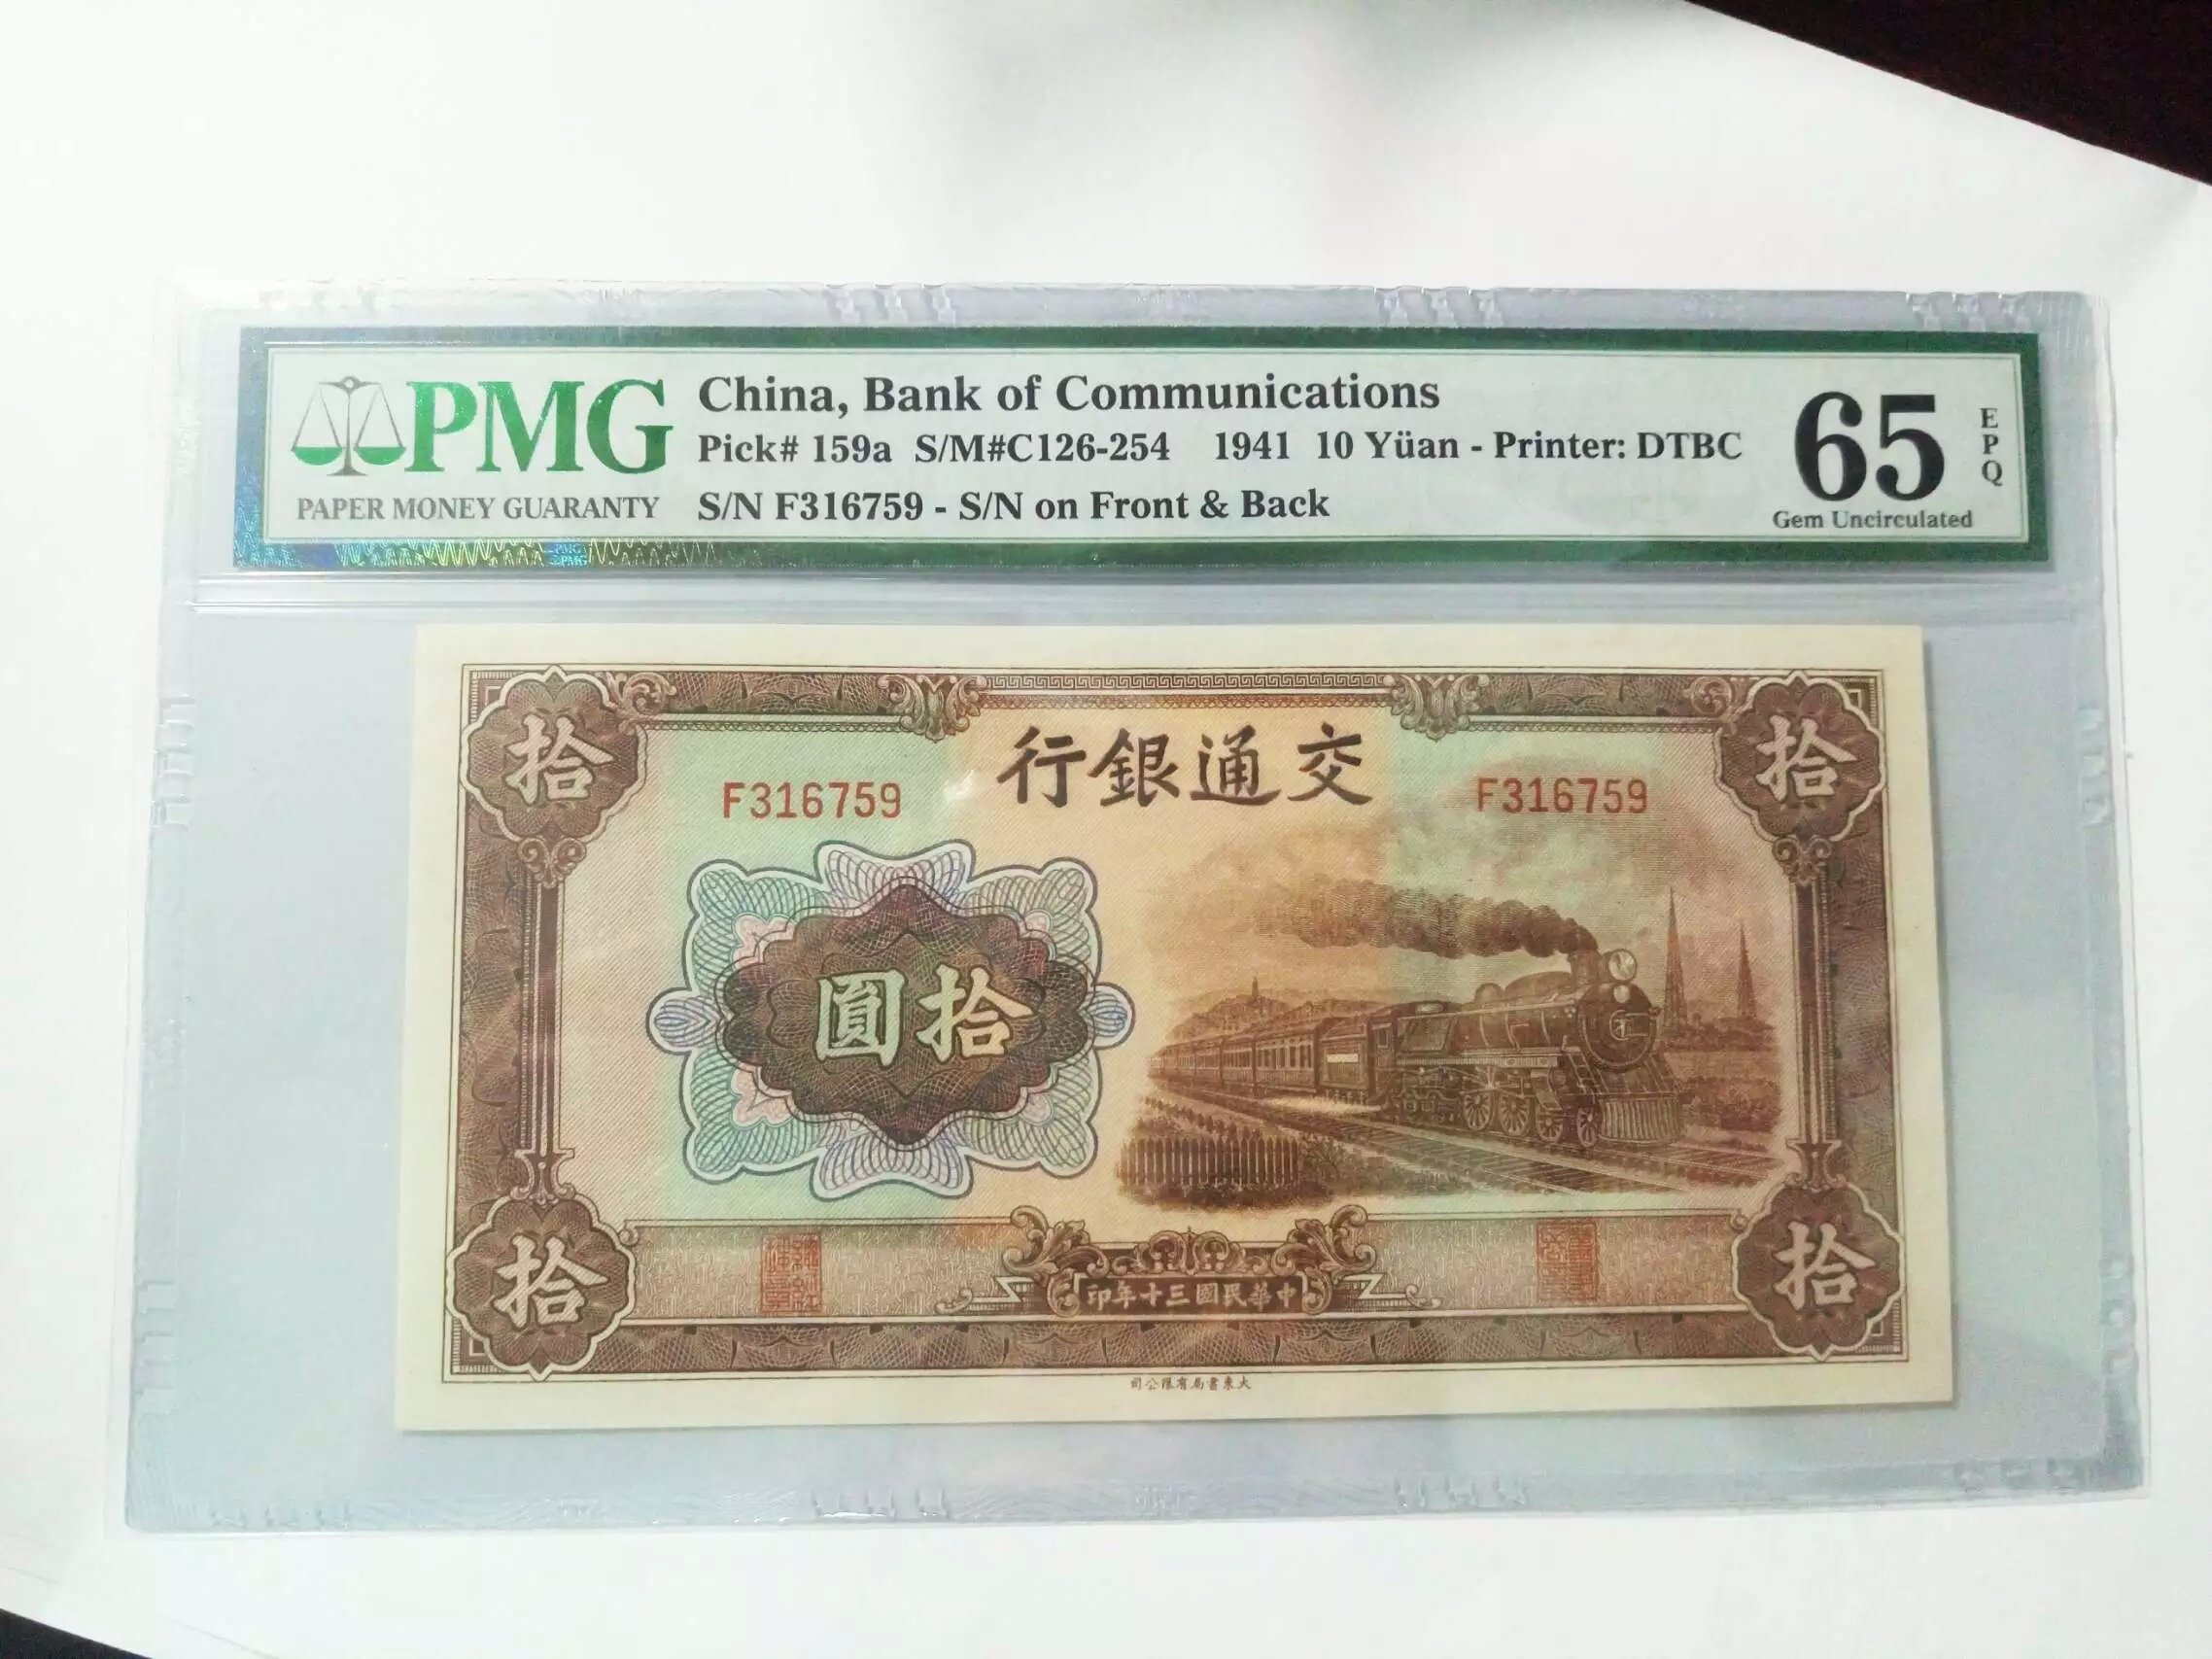 PMG
PAPER MONEY GUARANTY
China, Bank of Communications
Pick# 159a S/M#C126-254 1941 10 Yüan - Printer: DTBC
S/N F316759 - S/N on Front & Back
65
EPQ
Gem Uncirculated
拾
拾
行銀通交
F316759
F316759
圓拾
拾
拾
印年十三國民華中
司公限有局書東大